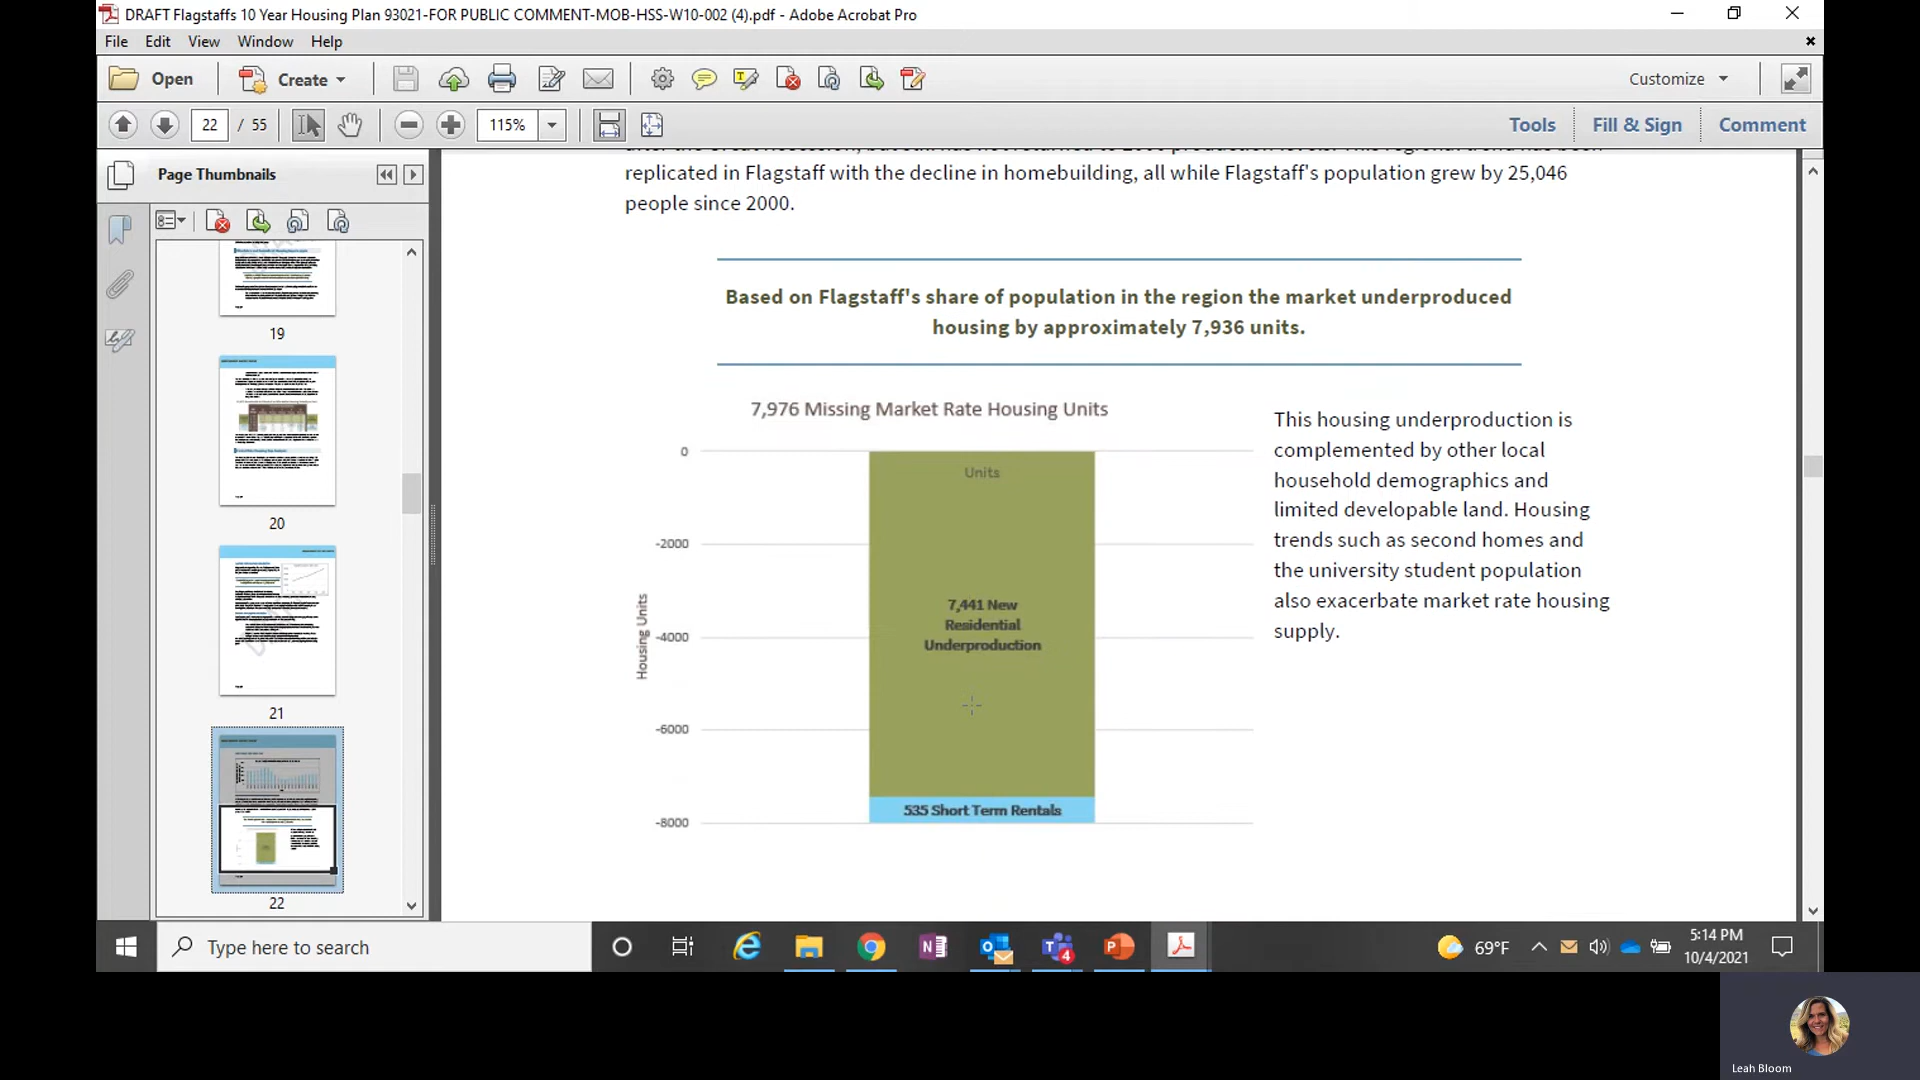 DRAFT Flagstaffs 10 Year Housing Plan 93021-FOR PUBLIC COMMENT-MOB-HSS-W10-002 (4).pdf - Adobe Acrobat Pro
File Edit View Window Help
Open Create Customize
22 / 55 115% Tools Fill & Sign Comment
Page Thumbnails
19
20
21
22
replicated in Flagstaff with the decline in homebuilding, all while Flagstaff's population grew by 25,046
people since 2000.
Based on Flagstaff's share of population in the region the market underproduced
housing by approximately 7,936 units.
7,976 Missing Market Rate Housing Units
0
-2000
-4000
-6000
-8000
Housing Units
Units
7,441 New
Residential
Underproduction
535 Short Term Rentals
This housing underproduction is
complemented by other local
household demographics and
limited developable land. Housing
trends such as second homes and
the university student population
also exacerbate market rate housing
supply.
Type here to search
4
69°F
5:14 PM
10/4/2021
Leah Bloom